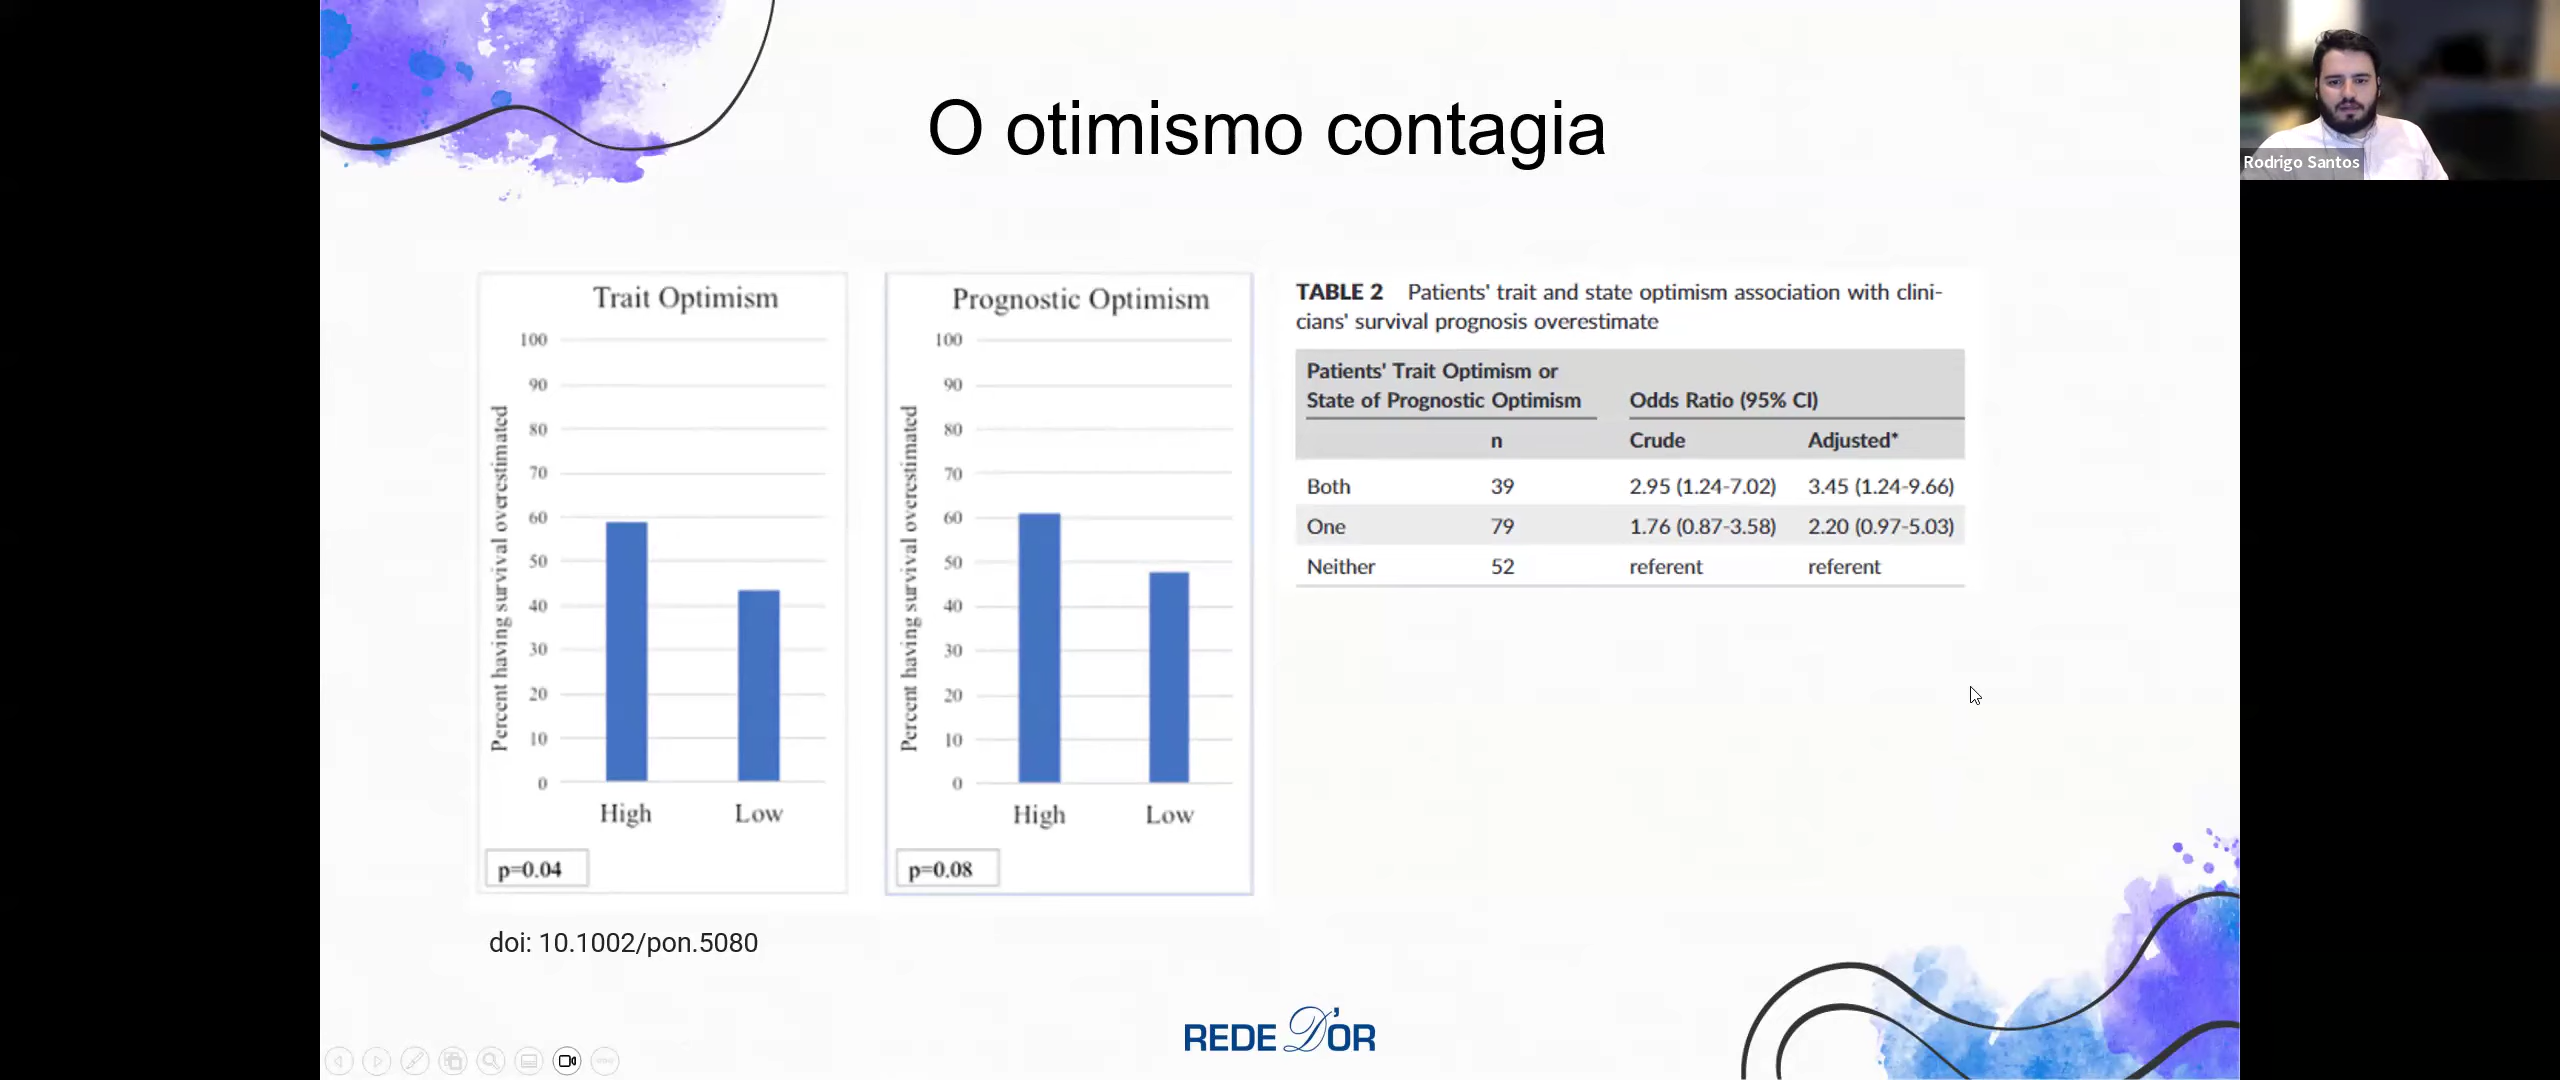 O otimismo contagia
Rodrigo Santos
Trait Optimism
Percent having survival overestimated
100
90
80
70
60
50
40
30
20
10
0
High Low
p=0.04
Prognostic Optimism
Percent having survival overestimated
100
90
80
70
60
50
40
30
20
10
0
High Low
p=0.08
TABLE 2 Patients' trait and state optimism association with clini-
cians' survival prognosis overestimate
Patients' Trait Optimism or
State of Prognostic Optimism Odds Ratio (95% CI)
n Crude Adjusted*
Both 39 2.95 (1.24-7.02) 3.45 (1.24-9.66)
One 79 1.76 (0.87-3.58) 2.20 (0.97-5.03)
Neither 52 referent referent
doi: 10.1002/pon.5080
REDE D'OR